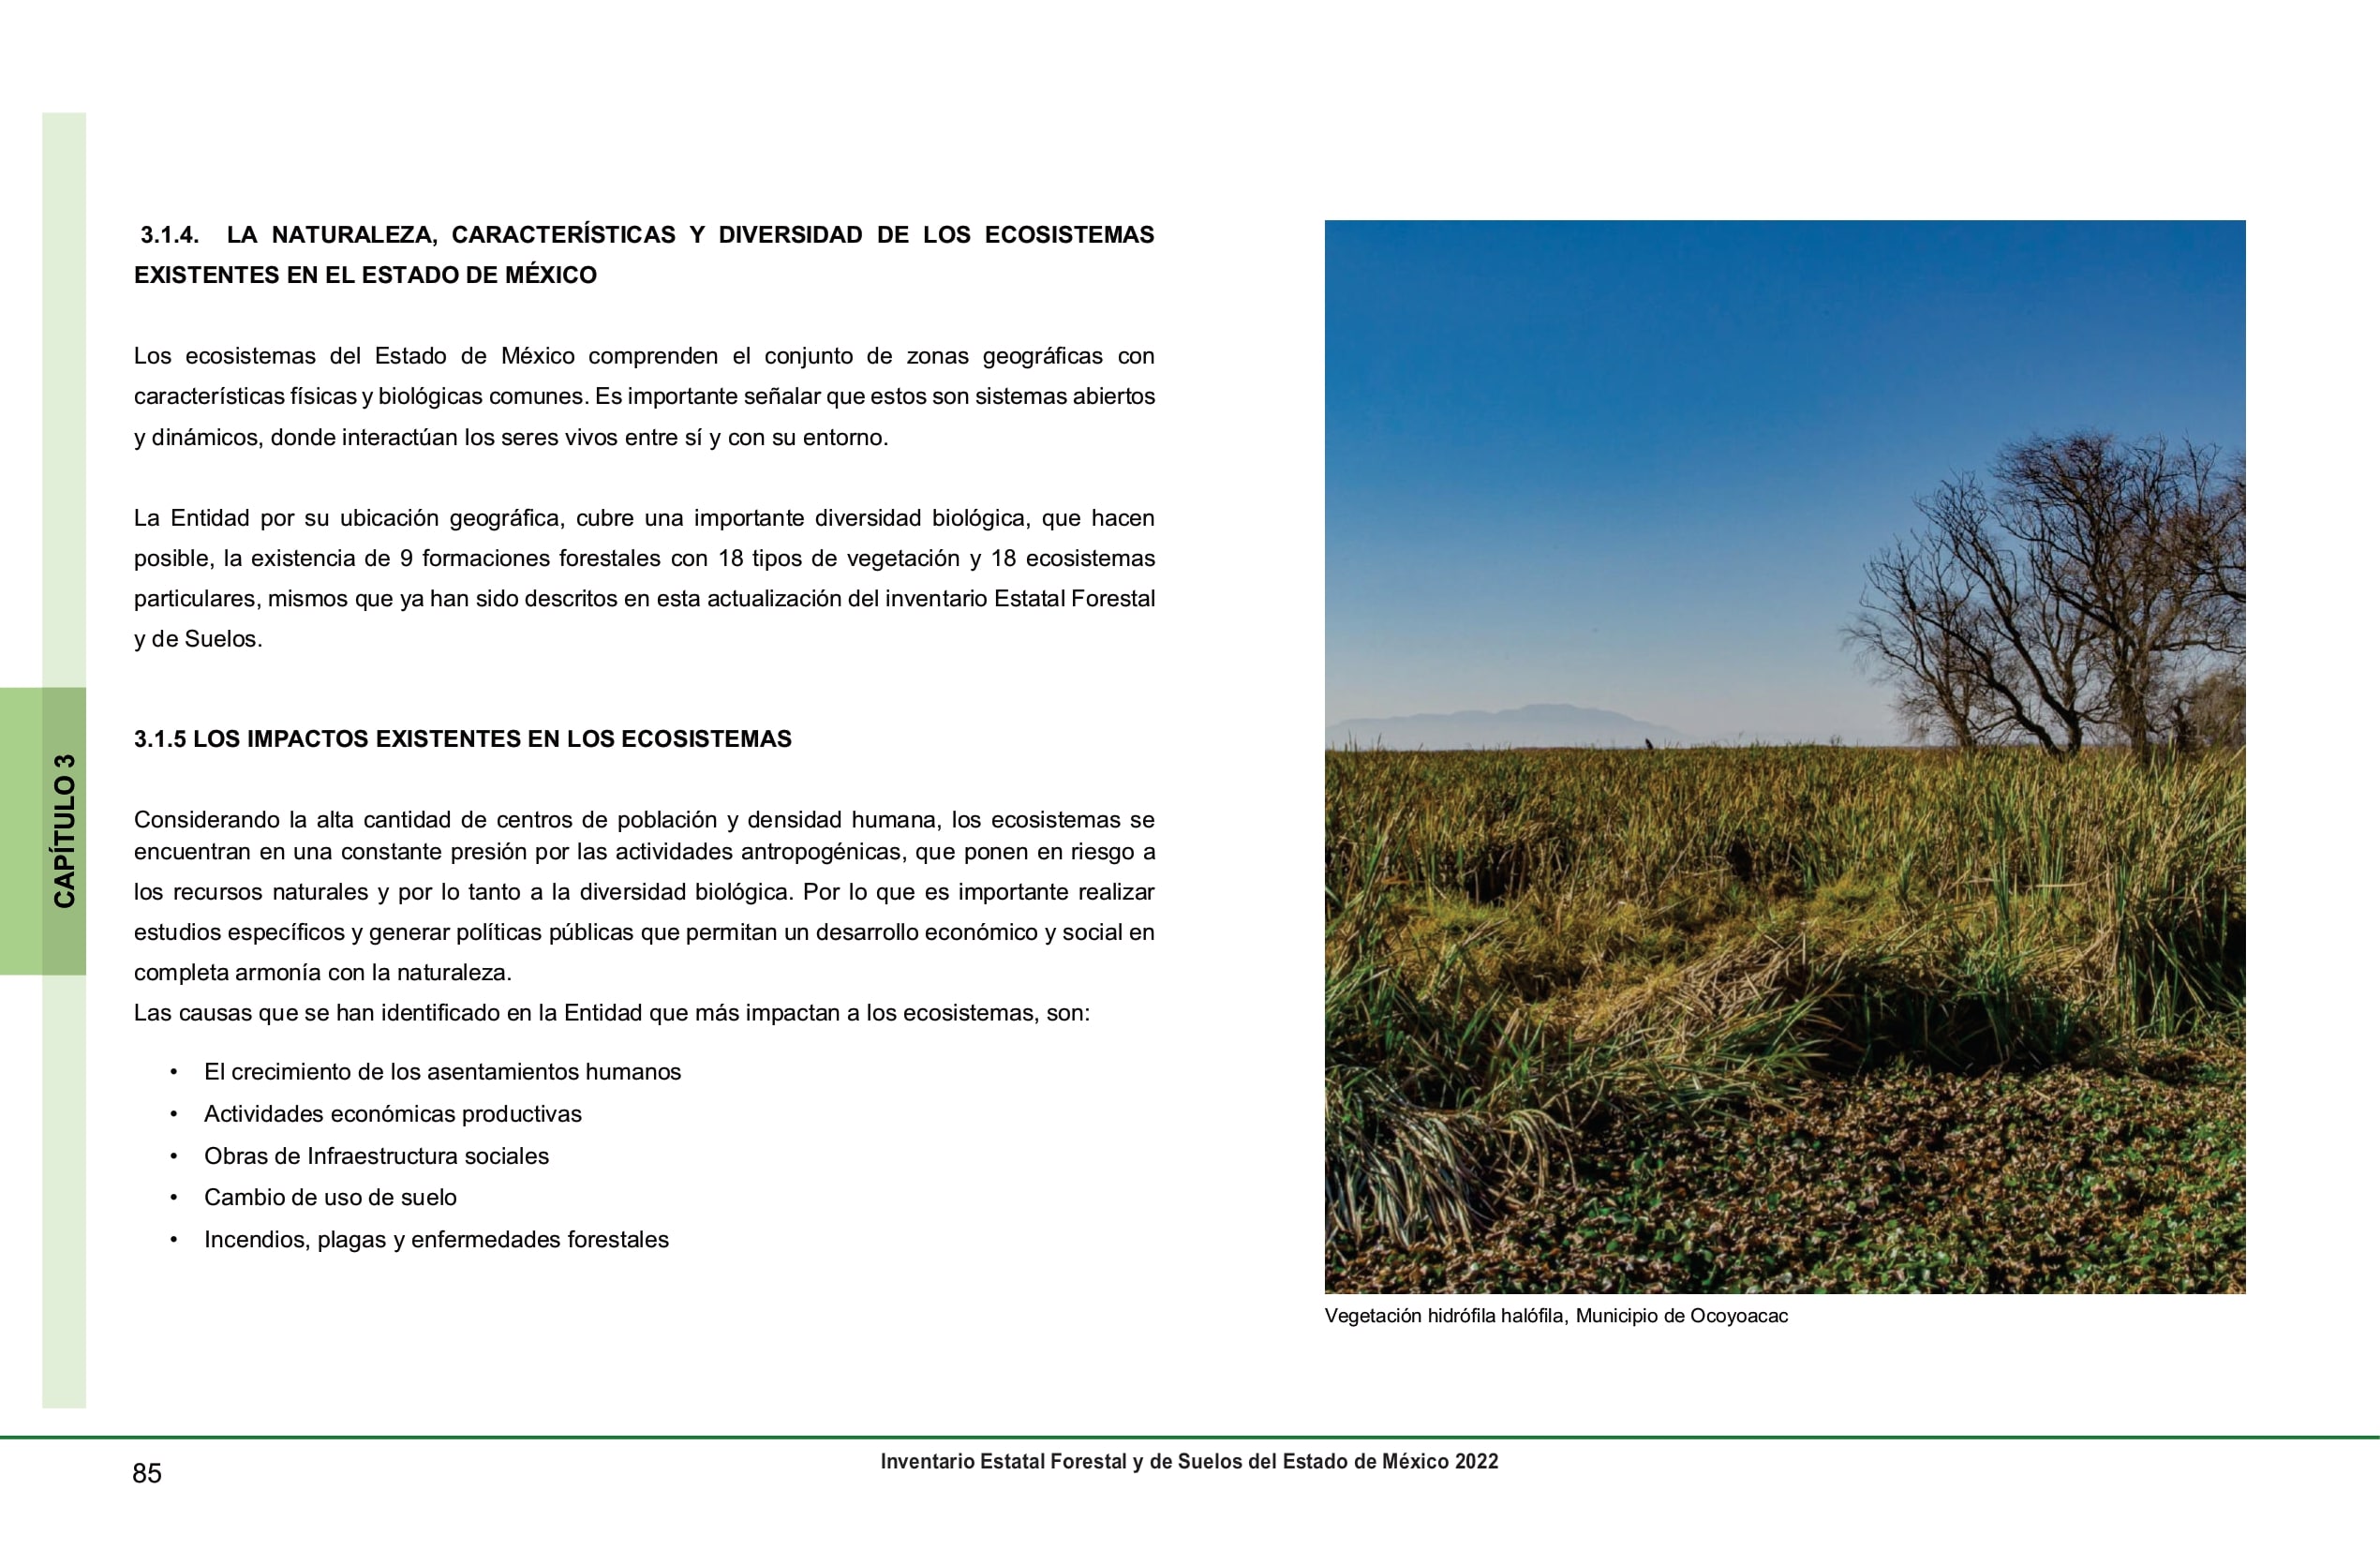 3.1.4. LA NATURALEZA, CARACTERÍSTICAS Y DIVERSIDAD DE LOS ECOSISTEMAS
EXISTENTES EN EL ESTADO DE MÉXICO
Los ecosistemas del Estado de México comprenden el conjunto de zonas geográficas con
características físicas y biológicas comunes. Es importante señalar que estos son sistemas abiertos
y dinámicos, donde interactúan los seres vivos entre sí y con su entorno.
La Entidad por su ubicación geográfica, cubre una importante diversidad biológica, que hacen
posible, la existencia de 9 formaciones forestales con 18 tipos de vegetación y 18 ecosistemas
particulares, mismos que ya han sido descritos en esta actualización del inventario Estatal Forestal
y de Suelos.
3.1.5 LOS IMPACTOS EXISTENTES EN LOS ECOSISTEMAS
Considerando la alta cantidad de centros de población y densidad humana, los ecosistemas se
encuentran en una constante presión por las actividades antropogénicas, que ponen en riesgo a
los recursos naturales y por lo tanto a la diversidad biológica. Por lo que es importante realizar
estudios específicos y generar políticas públicas que permitan un desarrollo económico y social en
completa armonía con la naturaleza.
Las causas que se han identificado en la Entidad que más impactan a los ecosistemas, son:
• El crecimiento de los asentamientos humanos
• Actividades económicas productivas
• Obras de Infraestructura sociales
• Cambio de uso de suelo
• Incendios, plagas y enfermedades forestales
Vegetación hidrófila halófila, Municipio de Ocoyoacac
CAPÍTULO 3
85
Inventario Estatal Forestal y de Suelos del Estado de México 2022